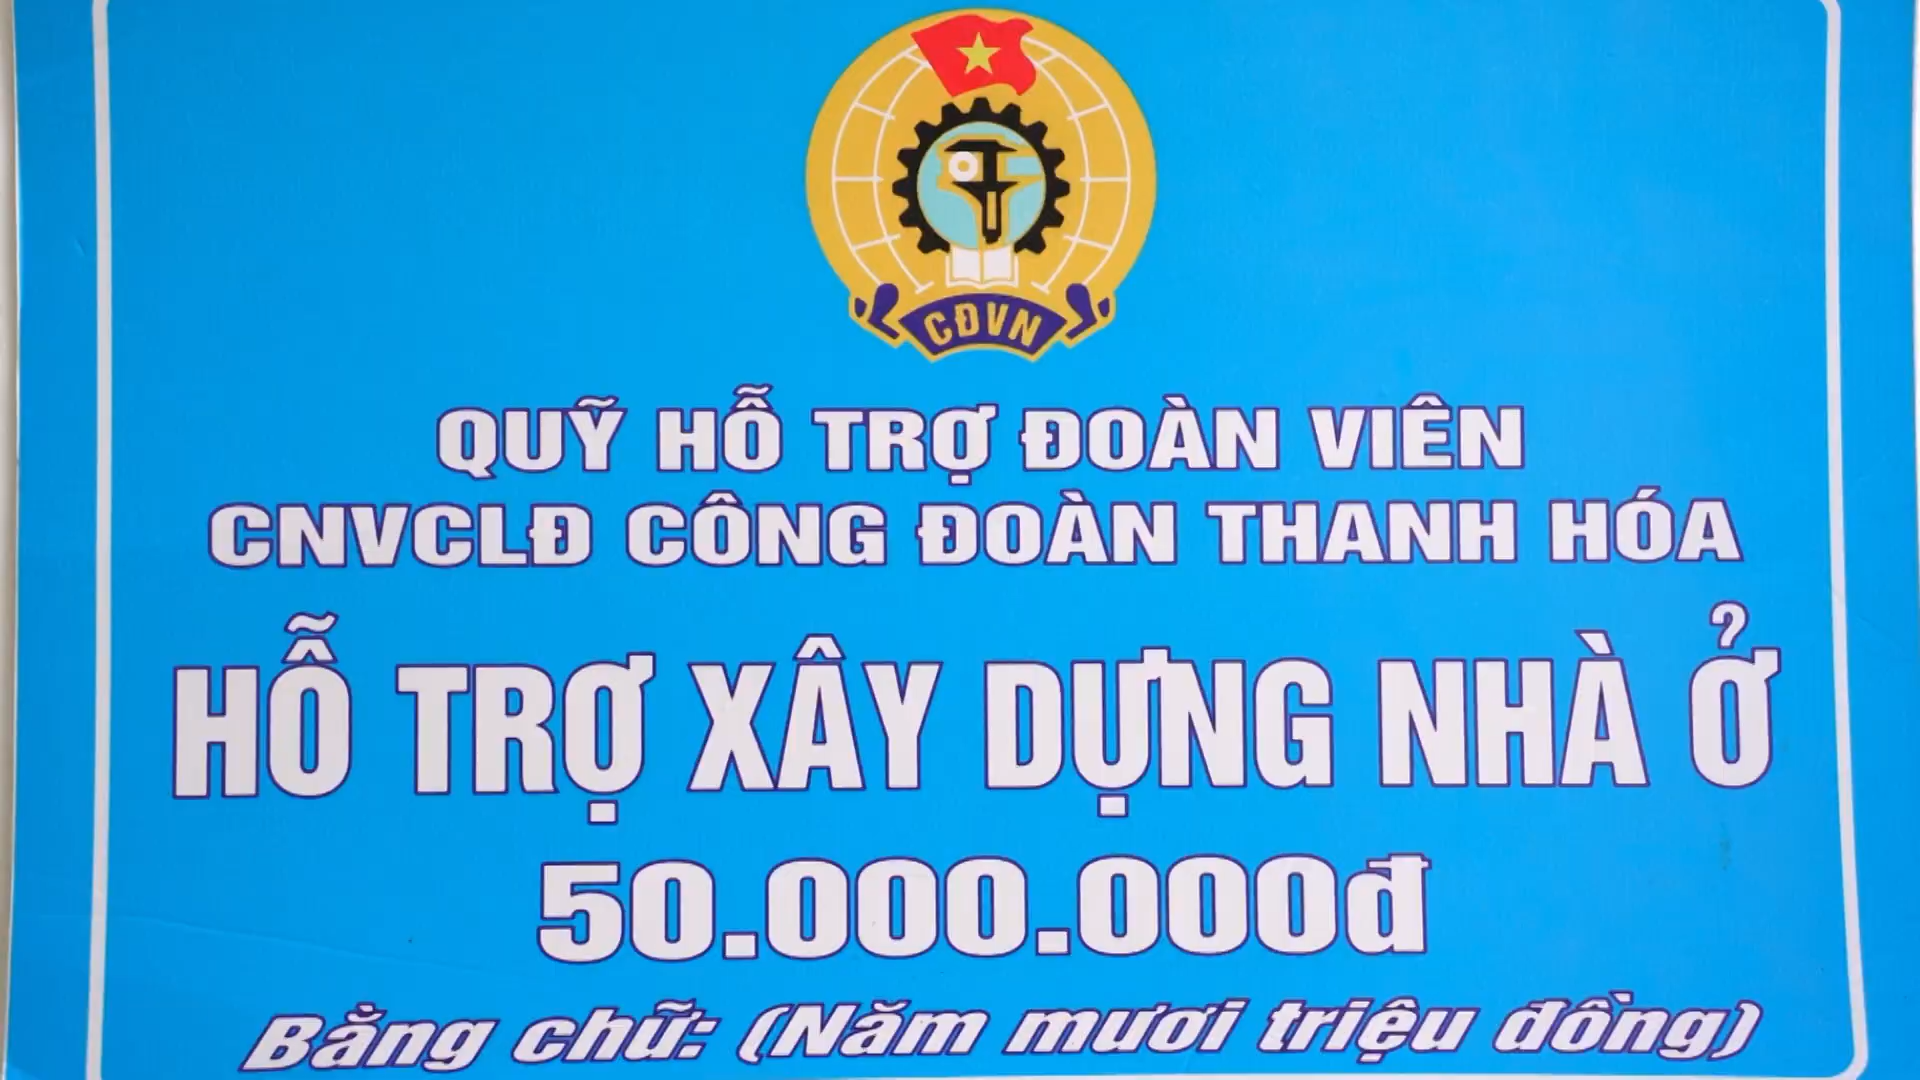 CĐVN
QUỸ HỖ TRỢ ĐOÀN VIÊN
CNVCLĐ CÔNG ĐOÀN THANH HÓA
HỖ TRỢ XÂY DỰNG NHÀ Ở
50.000.000đ
Bằng chữ: (Năm mươi triệu đồng)